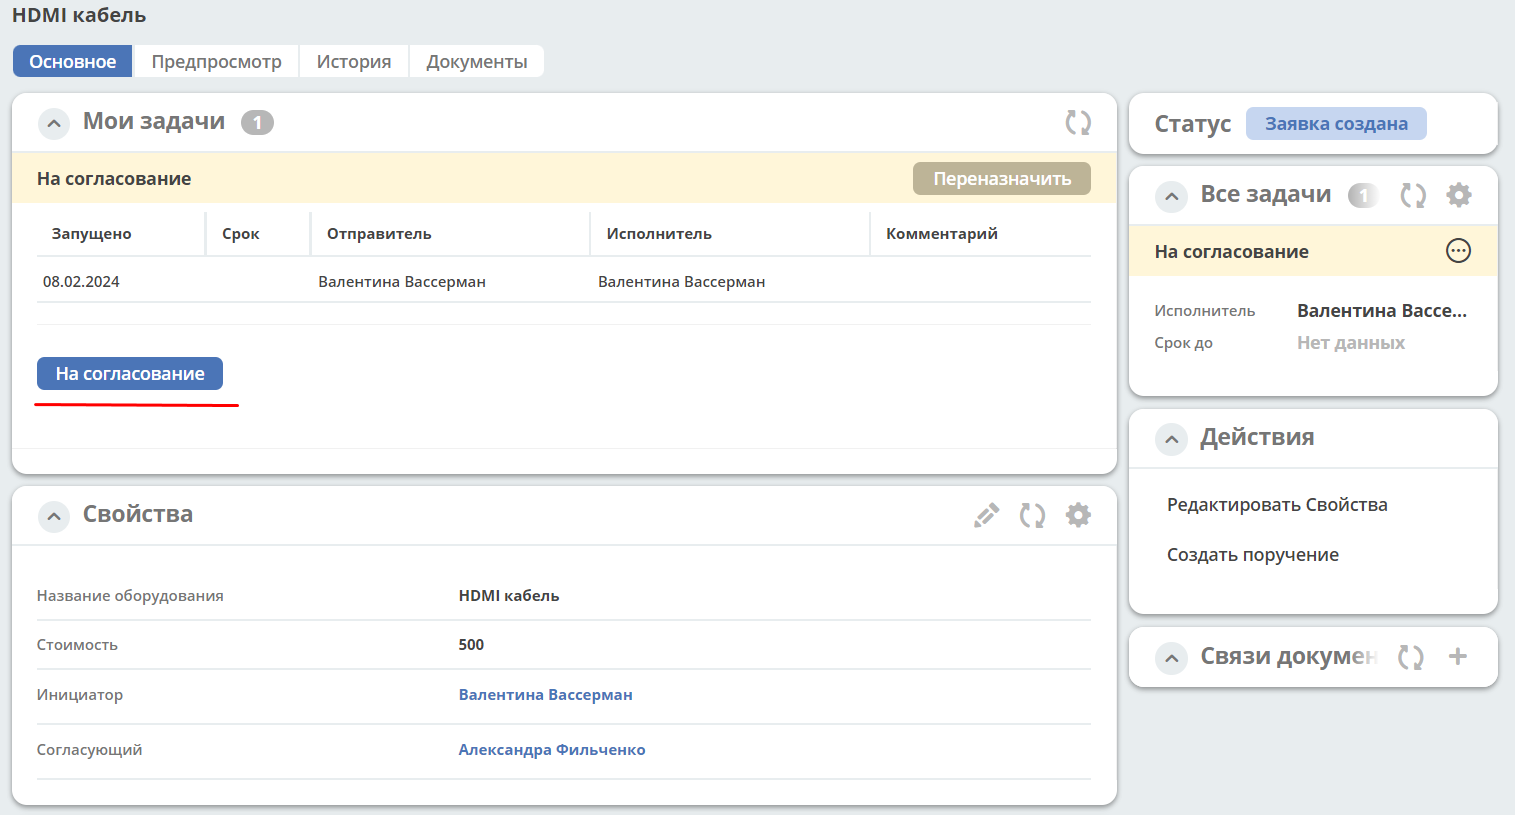 HDMI кабель
Основное Предпросмотр История Документы
Мои задачи 1
На согласование Переназначить
Запущено Срок Отправитель Исполнитель Комментарий
08.02.2024 Валентина Вассерман Валентина Вассерман
На согласование
Свойства
Название оборудования HDMI кабель
Стоимость 500
Инициатор Валентина Вассерман
Согласующий Александра Фильченко
Статус Заявка создана
Все задачи 1
На согласование
Исполнитель Валентина Вассе...
Срок до Нет данных
Действия
Редактировать Свойства
Создать поручение
Связи докумен